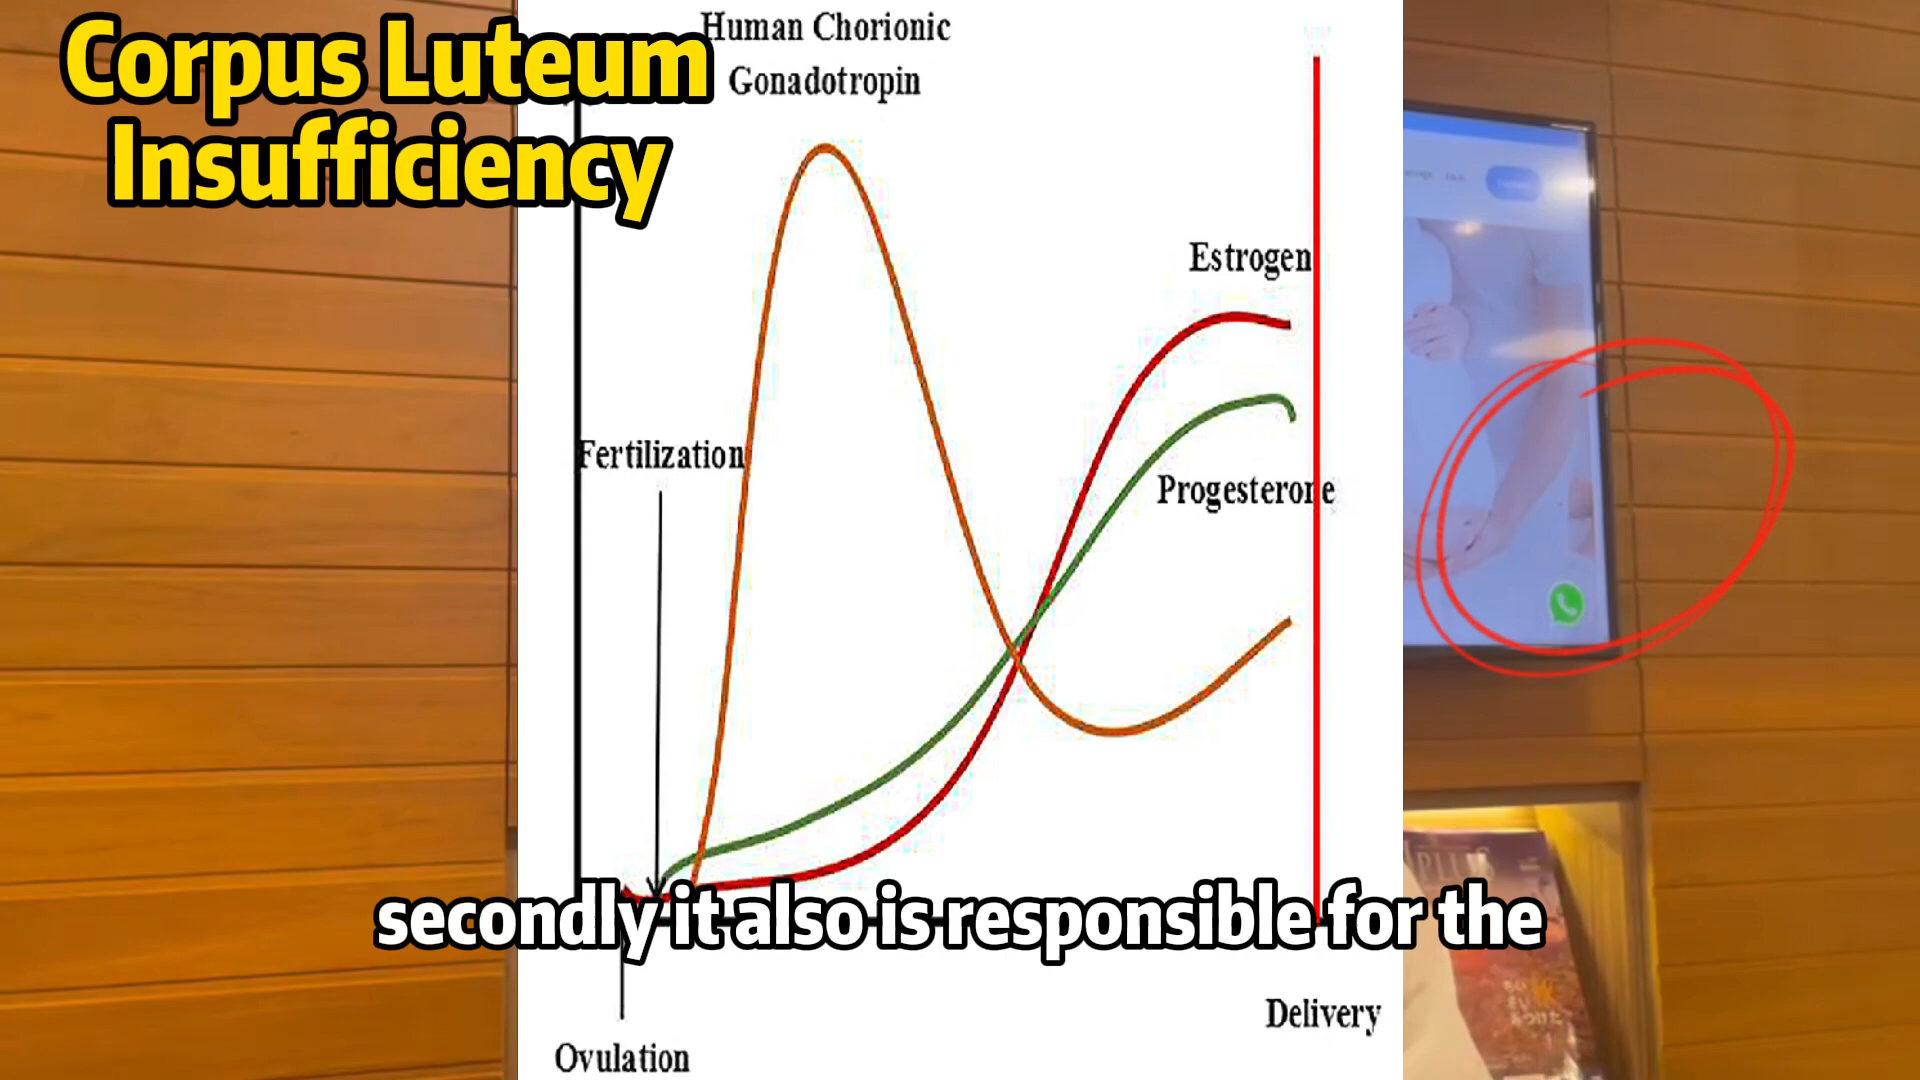 Corpus Luteum
Insufficiency
Human Chorionic
Gonadotropin
Estrogen
Fertilization
Progesterone
secondly it also is responsible for the
Delivery
Ovulation